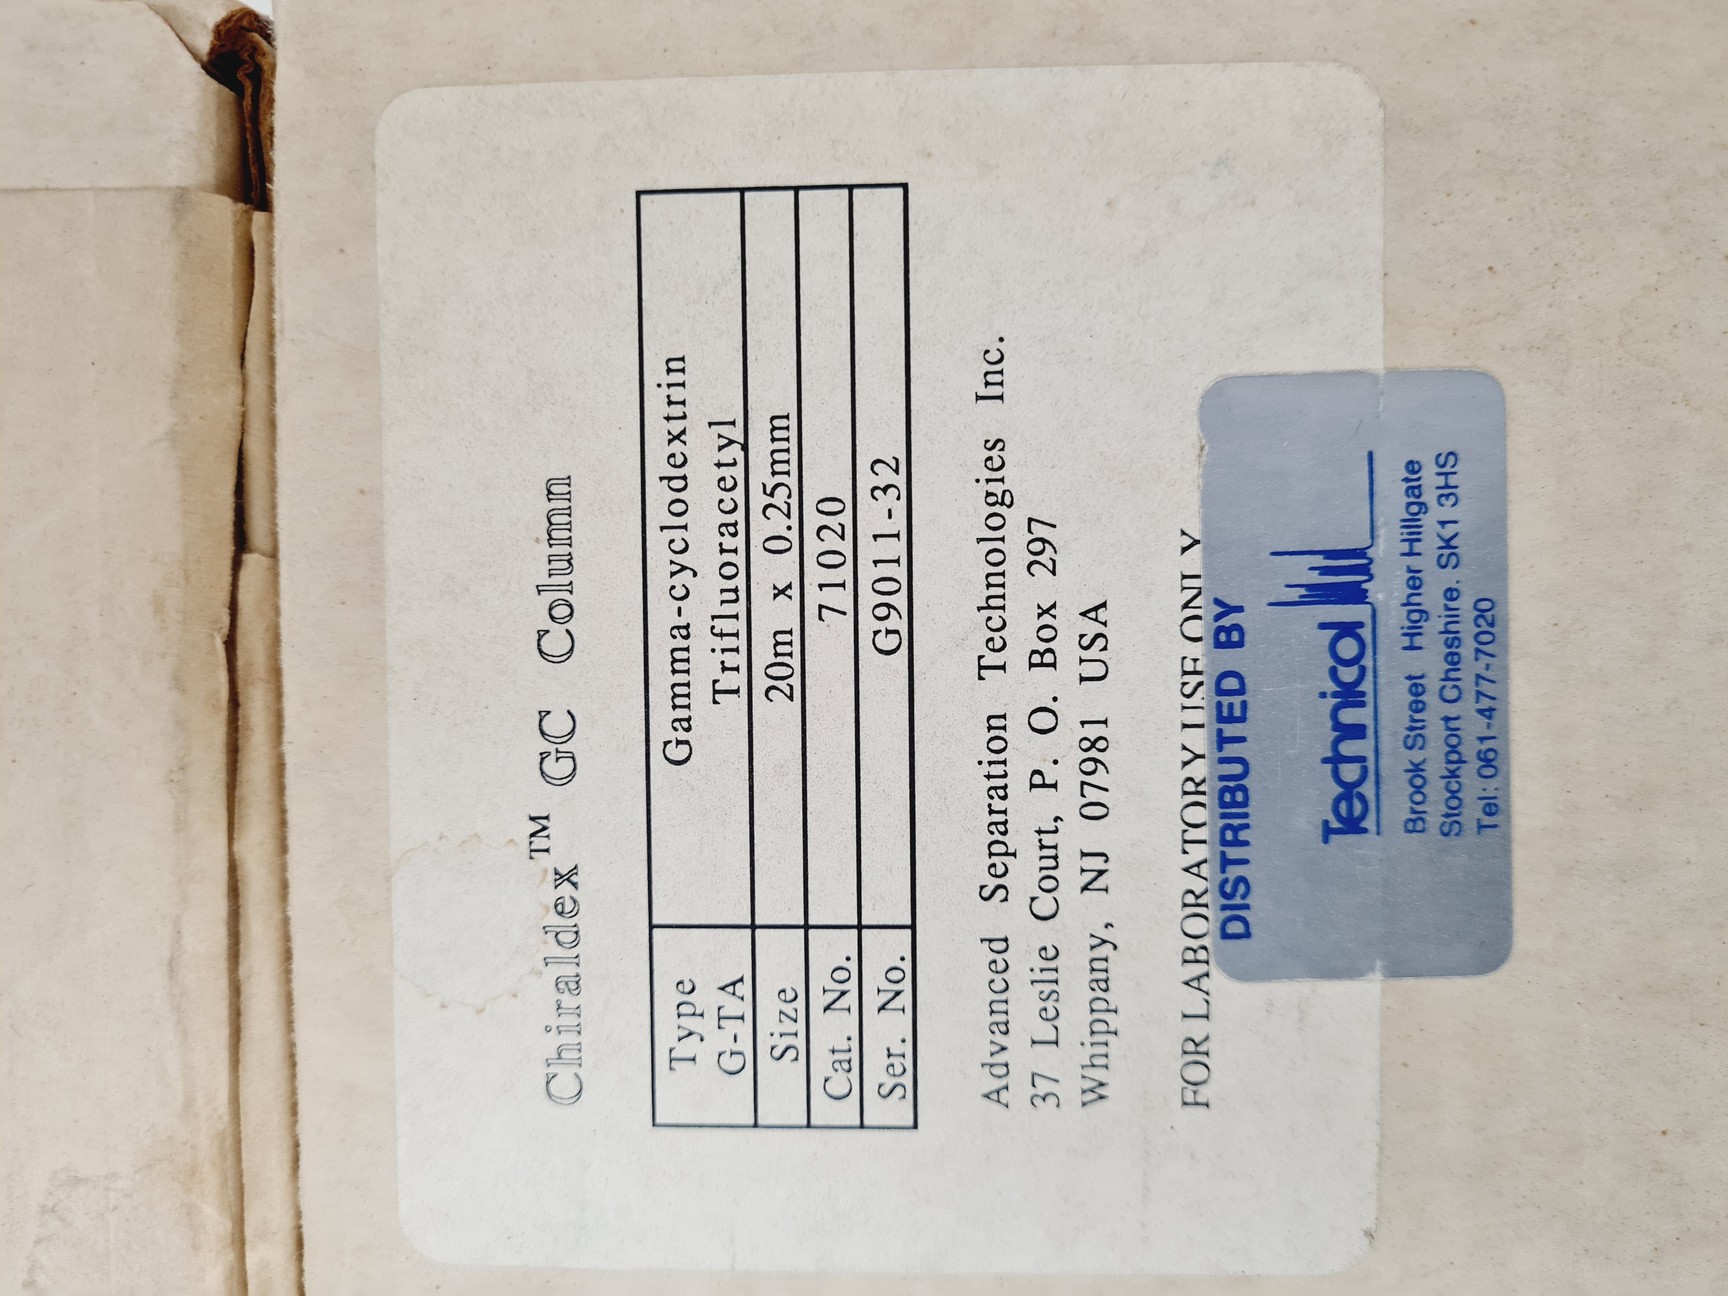 Chiraldex™ GC Column
Type Gamma-cyclodextrin
G-TA Trifluoracetyl
Size 20m x 0.25mm
Cat. No. 71020
Ser. No. G9011-32
Advanced Separation Technologies Inc.
37 Leslie Court, P. O. Box 297
Whippany, NJ 07981 USA
FOR LABORATORY USE ONLY
DISTRIBUTED BY
Technicol
Brook Street Higher Hillgate
Stockport Cheshire. SK1 3HS
Tel: 061-477-7020